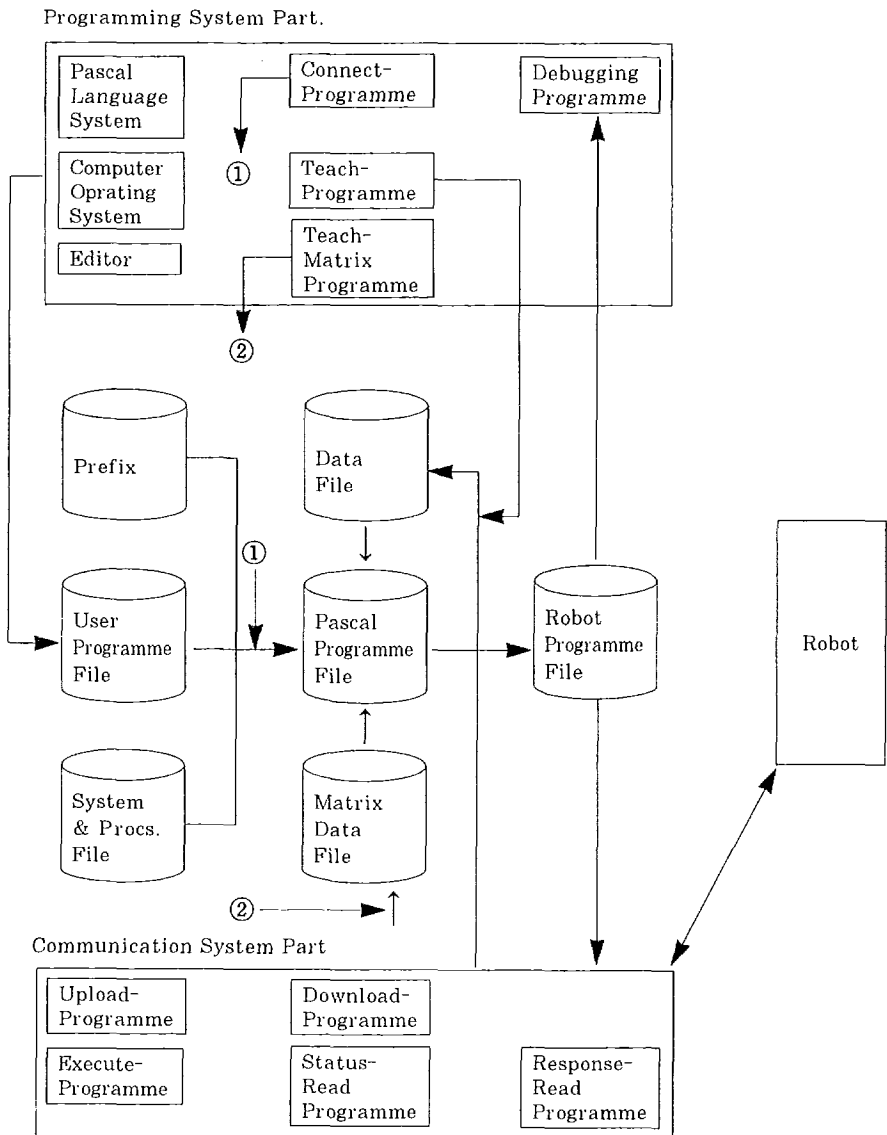 Programming System Part.
Pascal
Language
System
Connect-
Programme
Debugging
Programme
①
Computer
Oprating
System
Teach-
Programme
Editor
Teach-
Matrix
Programme
②
Prefix
Data
File
①
User
Programme
File
Pascal
Programme
File
Robot
Programme
File
Robot
System
& Procs.
File
Matrix
Data
File
②
Communication System Part
Upload-
Programme
Download-
Programme
Execute-
Programme
Status-
Read
Programme
Response-
Read
Programme